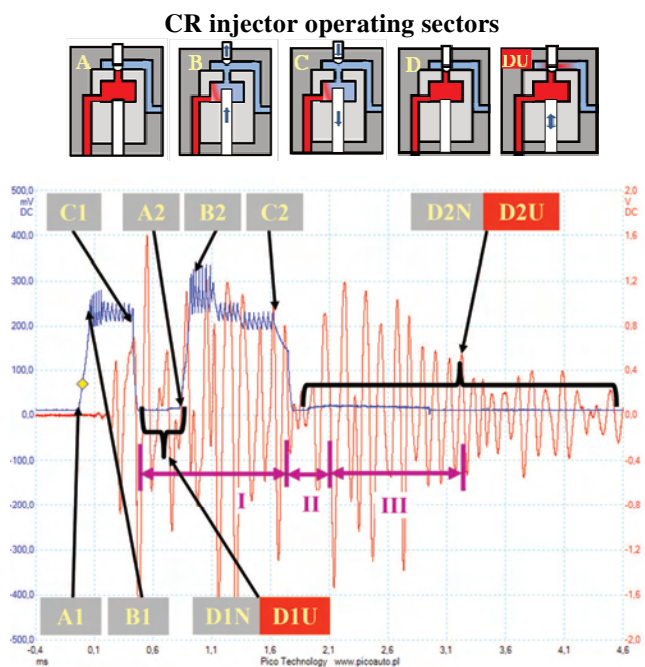 CR injector operating sectors
A B C D DU
500,0 mV DC
2,0 V DC
C1 A2 B2 C2 D2N D2U
400,0 1,6
300,0 1,2
200,0 0,8
100,0 0,4
0,0 0,0
-100,0 -0,4
I II III
-200,0 -0,8
-300,0 -1,2
-400,0 -1,6
A1 B1 D1N D1U
-500,0 -2,0
-0,4 0,1 0,6 1,1 1,6 2,1 2,6 3,1 3,6 4,1 4,6
ms Pico Technology www.picoauto.pl